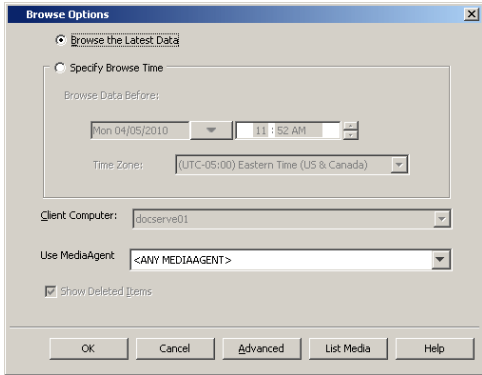 Browse Options
Browse the Latest Data
Specify Browse Time
Browse Data Before:
Mon 04/05/2010 11 : 52 AM
Time Zone: (UTC-05:00) Eastern Time (US & Canada)
Client Computer: docserve01
Use MediaAgent <ANY MEDIAAGENT>
Show Deleted Items
OK Cancel Advanced List Media Help